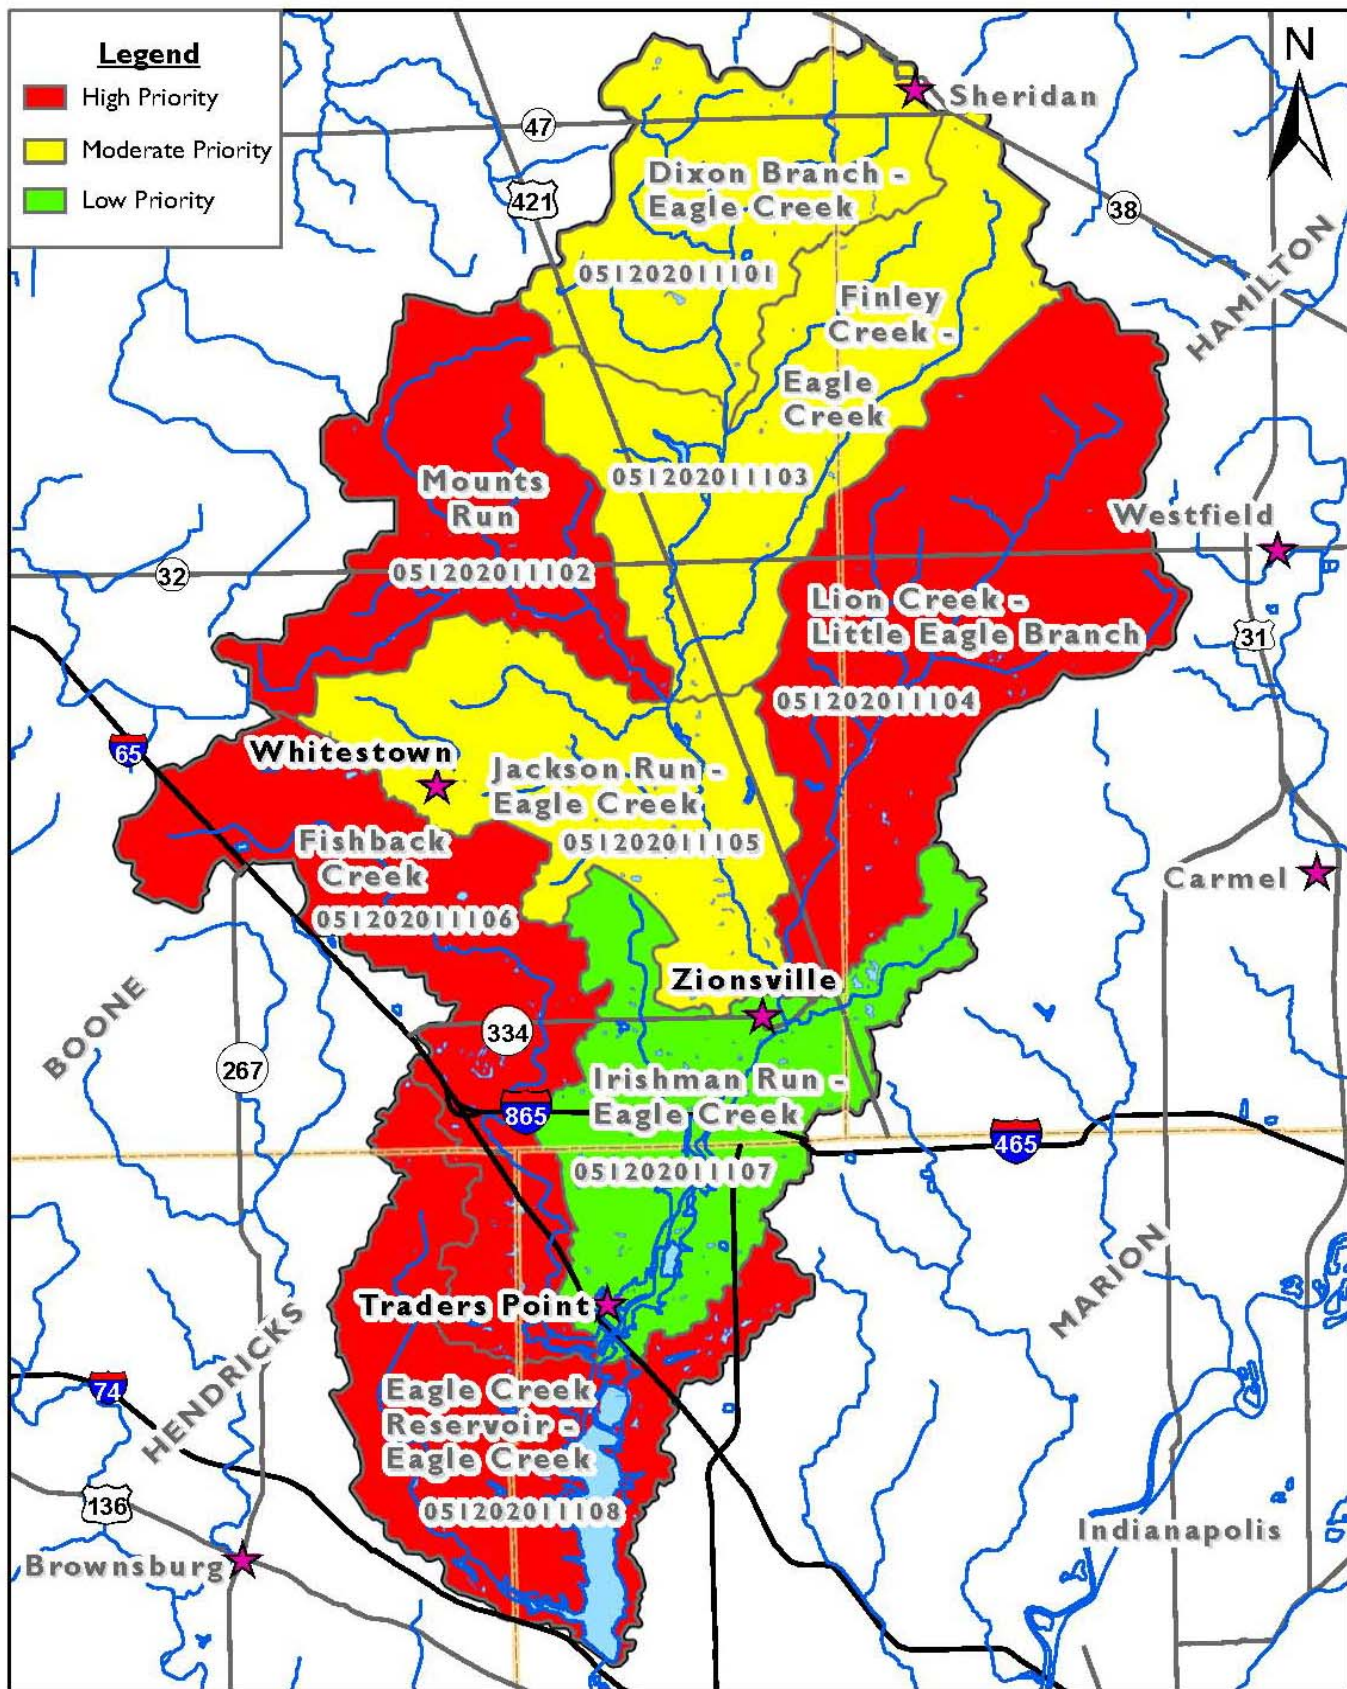 Legend
High Priority
Moderate Priority
Low Priority
N
Sheridan
47
421
38
Dixon Branch -
Eagle Creek
051202011101
HAMILTON
Finley
Creek -
Eagle
Creek
051202011103
Mounts
Run
051202011102
Westfield
32
31
Lion Creek -
Little Eagle Branch
051202011104
65
Whitestown
Jackson Run -
Eagle Creek
051202011105
Fishback
Creek
051202011106
Carmel
BOONE
Zionsville
334
267
Irishman Run -
Eagle Creek
865
465
051202011107
MARION
Traders Point
HENDRICKS
74
Eagle Creek
Reservoir -
Eagle Creek
051202011108
136
Brownsburg
Indianapolis